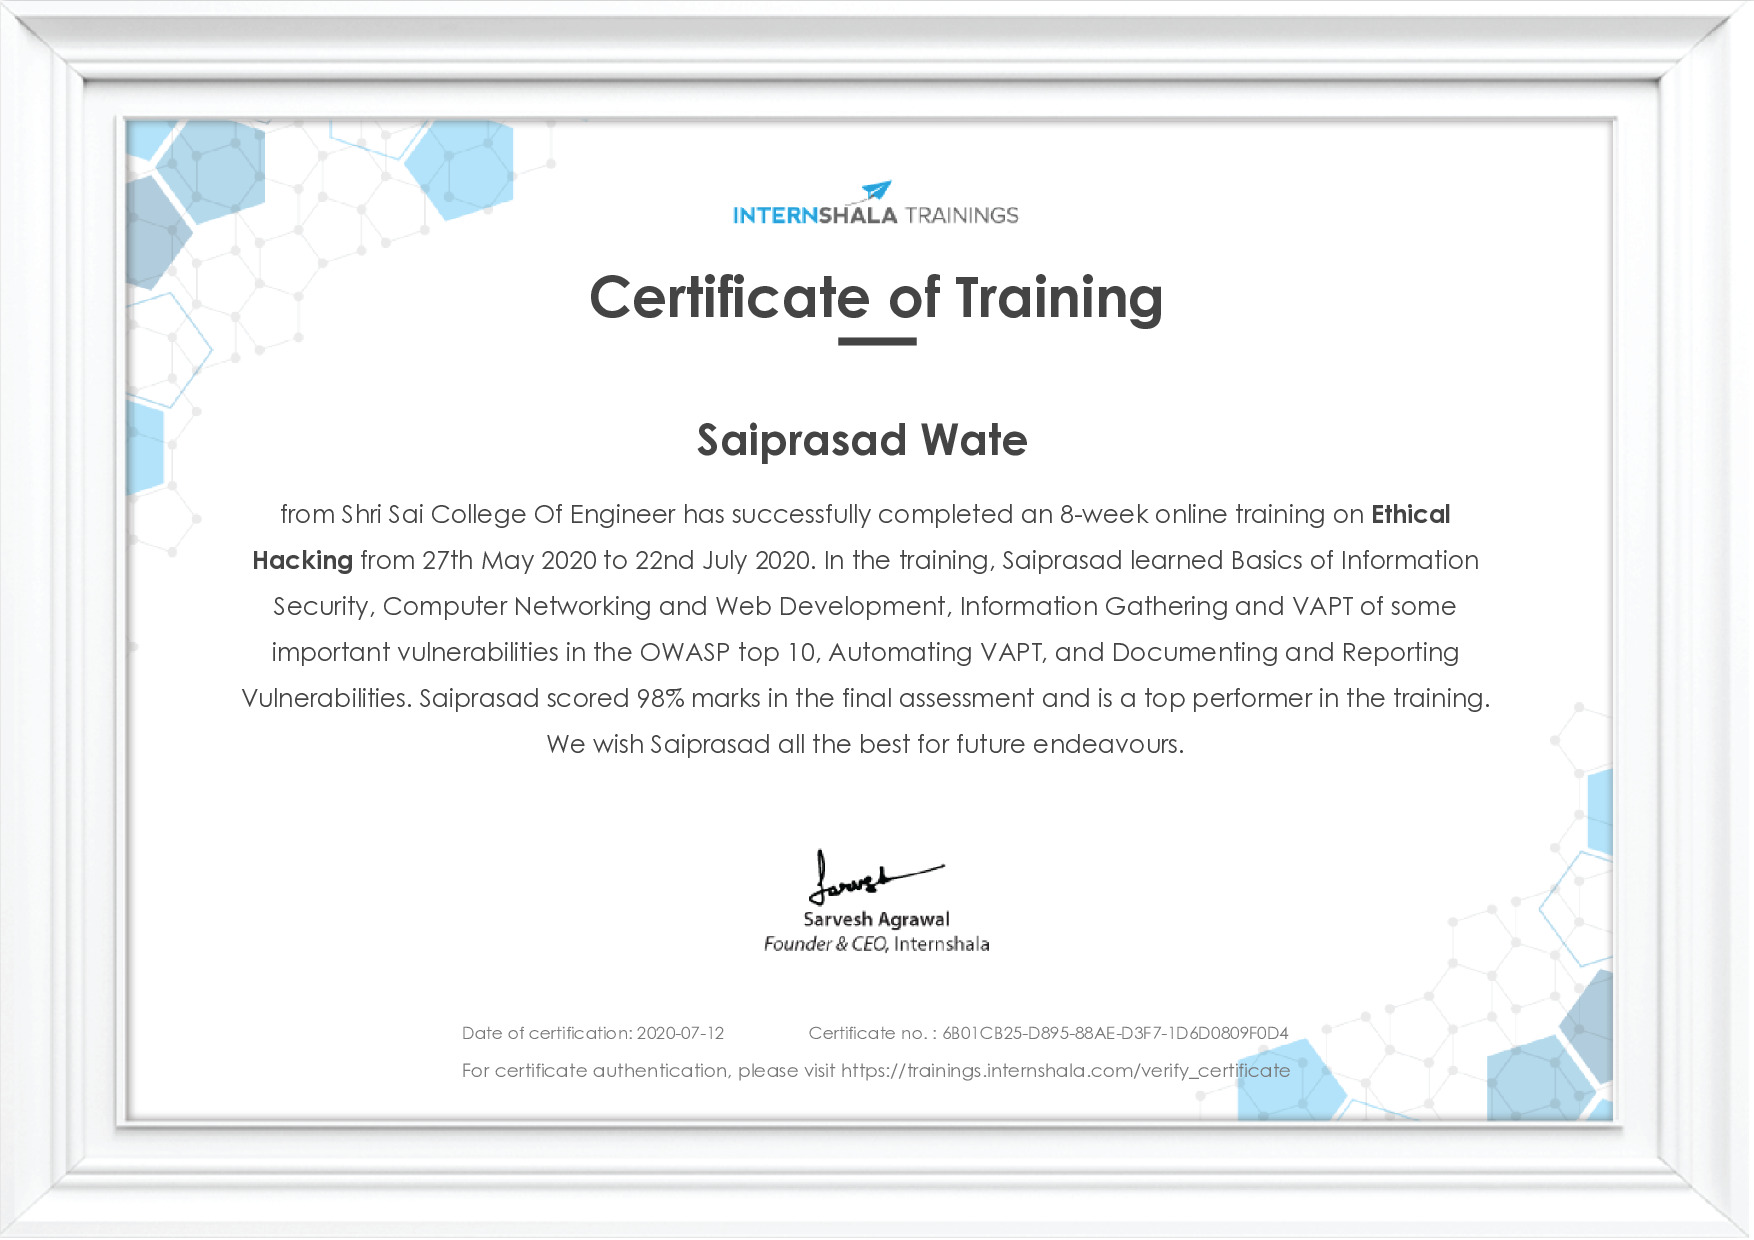 INTERNSHALA TRAININGS
Certificate of Training
Saiprasad Wate
from Shri Sai College Of Engineer has successfully completed an 8-week online training on Ethical
Hacking from 27th May 2020 to 22nd July 2020. In the training, Saiprasad learned Basics of Information
Security, Computer Networking and Web Development, Information Gathering and VAPT of some
important vulnerabilities in the OWASP top 10, Automating VAPT, and Documenting and Reporting
Vulnerabilities. Saiprasad scored 98% marks in the final assessment and is a top performer in the training.
We wish Saiprasad all the best for future endeavours.
Sarvesh
Sarvesh Agrawal
Founder & CEO, Internshala
Date of certification: 2020-07-12 Certificate no. : 6B01CB25-D895-88AE-D3F7-1D6D0809F0D4
For certificate authentication, please visit https://trainings.internshala.com/verify_certificate